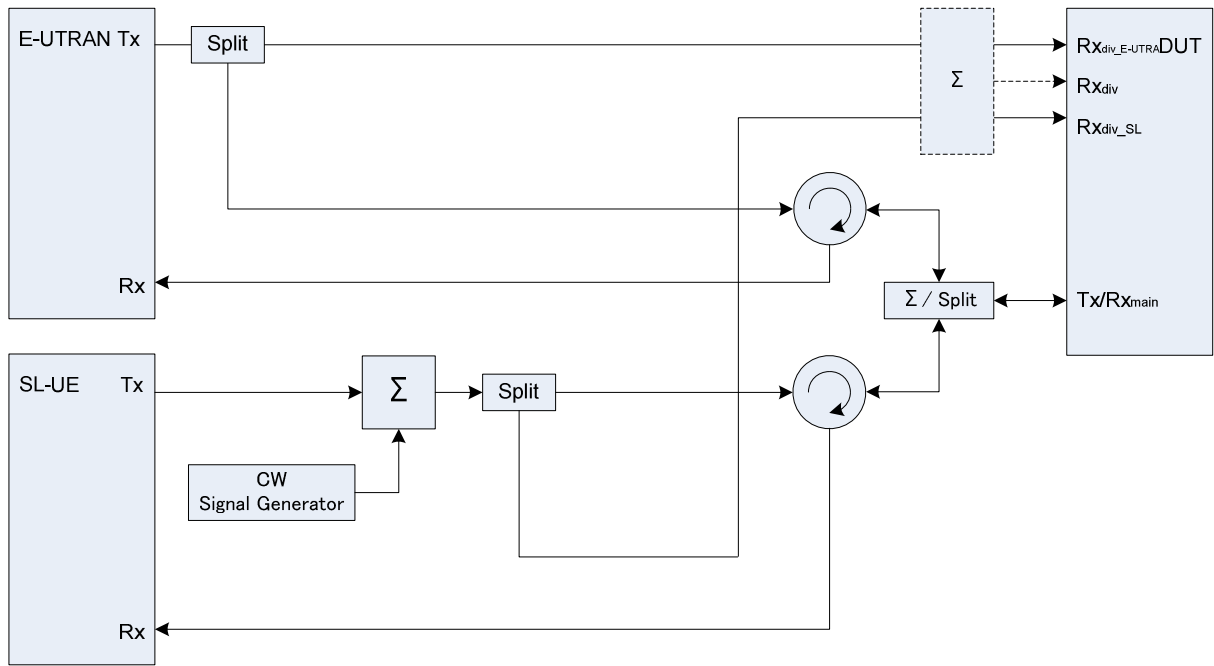 E-UTRAN Tx
Split
Σ
Rxdiv_E-UTRA DUT
Rxdiv
Rxdiv_SL
Rx
Σ / Split
Tx/Rxmain
SL-UE Tx
Σ
Split
CW
Signal Generator
Rx